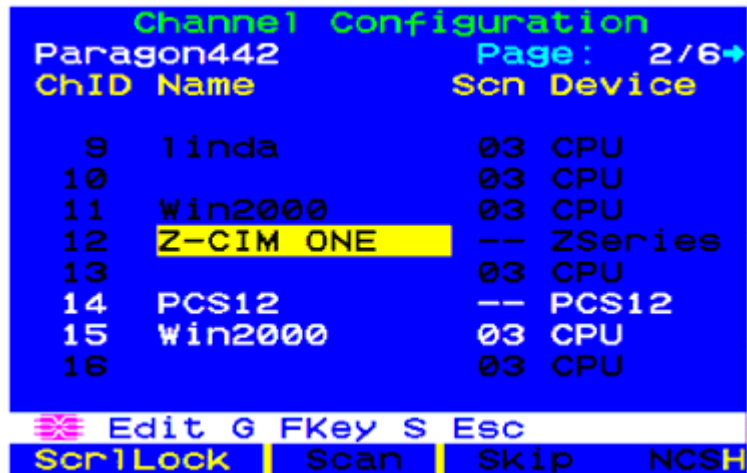 Channel Configuration
Paragon442 Page: 2/6
ChID Name Scn Device
9 linda 03 CPU
10 03 CPU
11 Win2000 03 CPU
12 Z-CIM ONE -- ZSeries
13 03 CPU
14 PCS12 -- PCS12
15 Win2000 03 CPU
16 03 CPU
Edit G FKey S Esc
ScrlLock Scan Skip NCSH